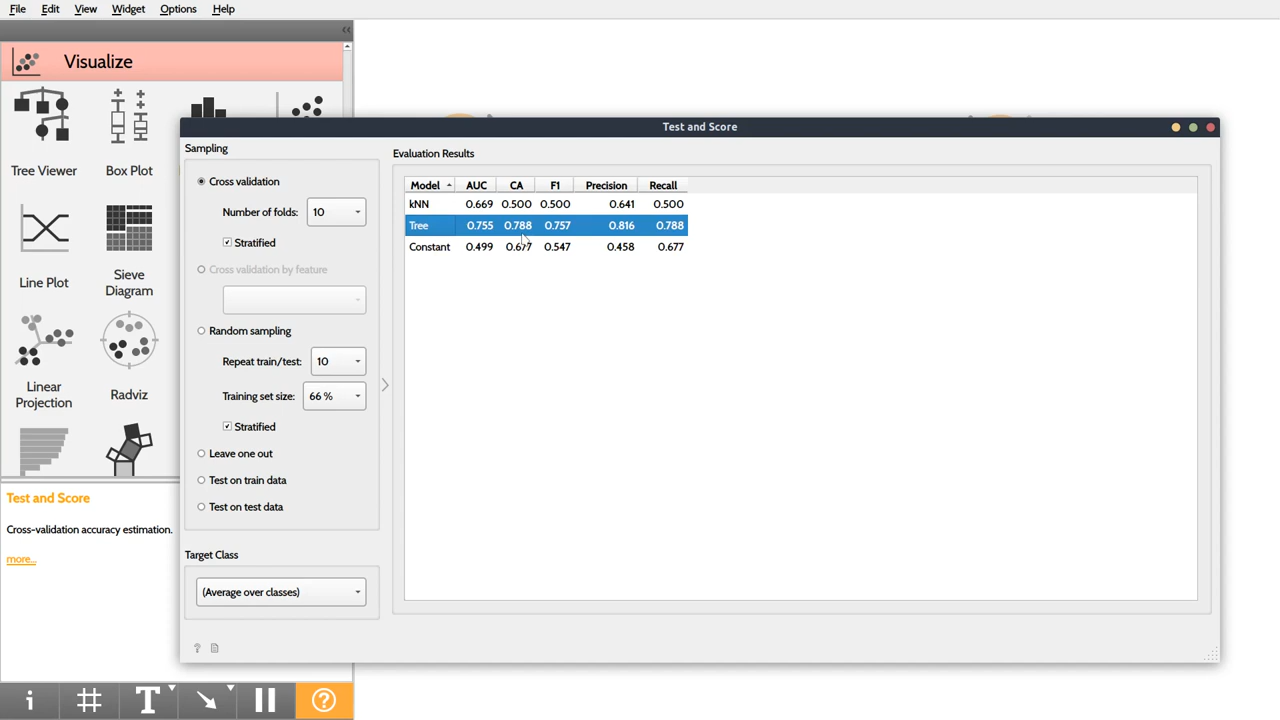 File Edit View Widget Options Help
Visualize
Tree Viewer
Box Plot
Line Plot
Sieve
Diagram
Linear
Projection
Radviz
Test and Score
Cross-validation accuracy estimation.
more...
Test and Score
Sampling
Cross validation
Number of folds: 10
Stratified
Cross validation by feature
Random sampling
Repeat train/test: 10
Training set size: 66 %
Stratified
Leave one out
Test on train data
Test on test data
Target Class
(Average over classes)
Evaluation Results
Model AUC CA F1 Precision Recall
kNN 0.669 0.500 0.500 0.641 0.500
Tree 0.755 0.788 0.757 0.816 0.788
Constant 0.499 0.677 0.547 0.458 0.677